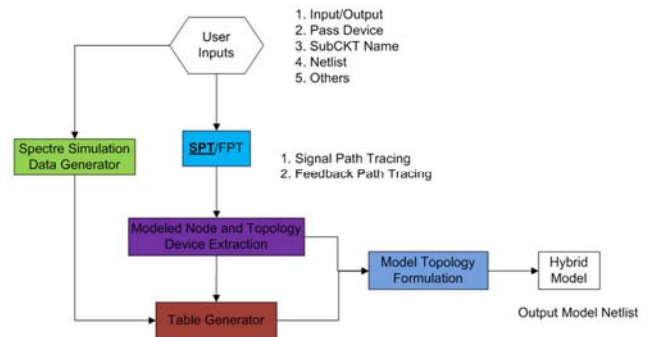 User
Inputs
1. Input/Output
2. Pass Device
3. SubCKT Name
4. Netlist
5. Others
Spectre Simulation
Data Generator
SPT/FPT
1. Signal Path Tracing
2. Feedback Path Tracing
Modeled Node and Topology
Device Extraction
Model Topology
Formulation
Hybrid
Model
Table Generator
Output Model Netlist